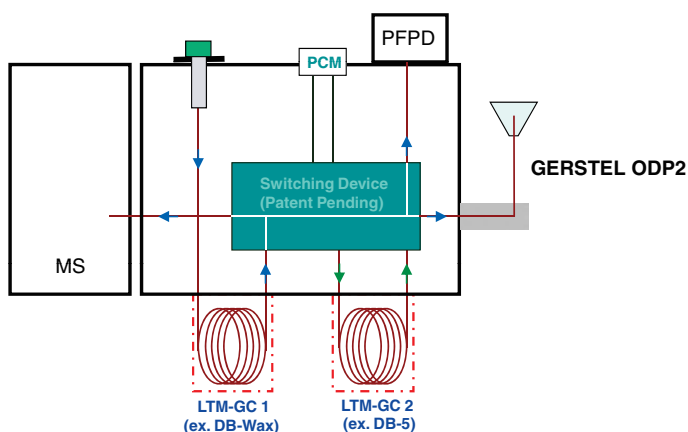 PFPD
PCM
Switching Device
(Patent Pending)
GERSTEL ODP2
MS
LTM-GC 1
(ex. DB-Wax)
LTM-GC 2
(ex. DB-5)